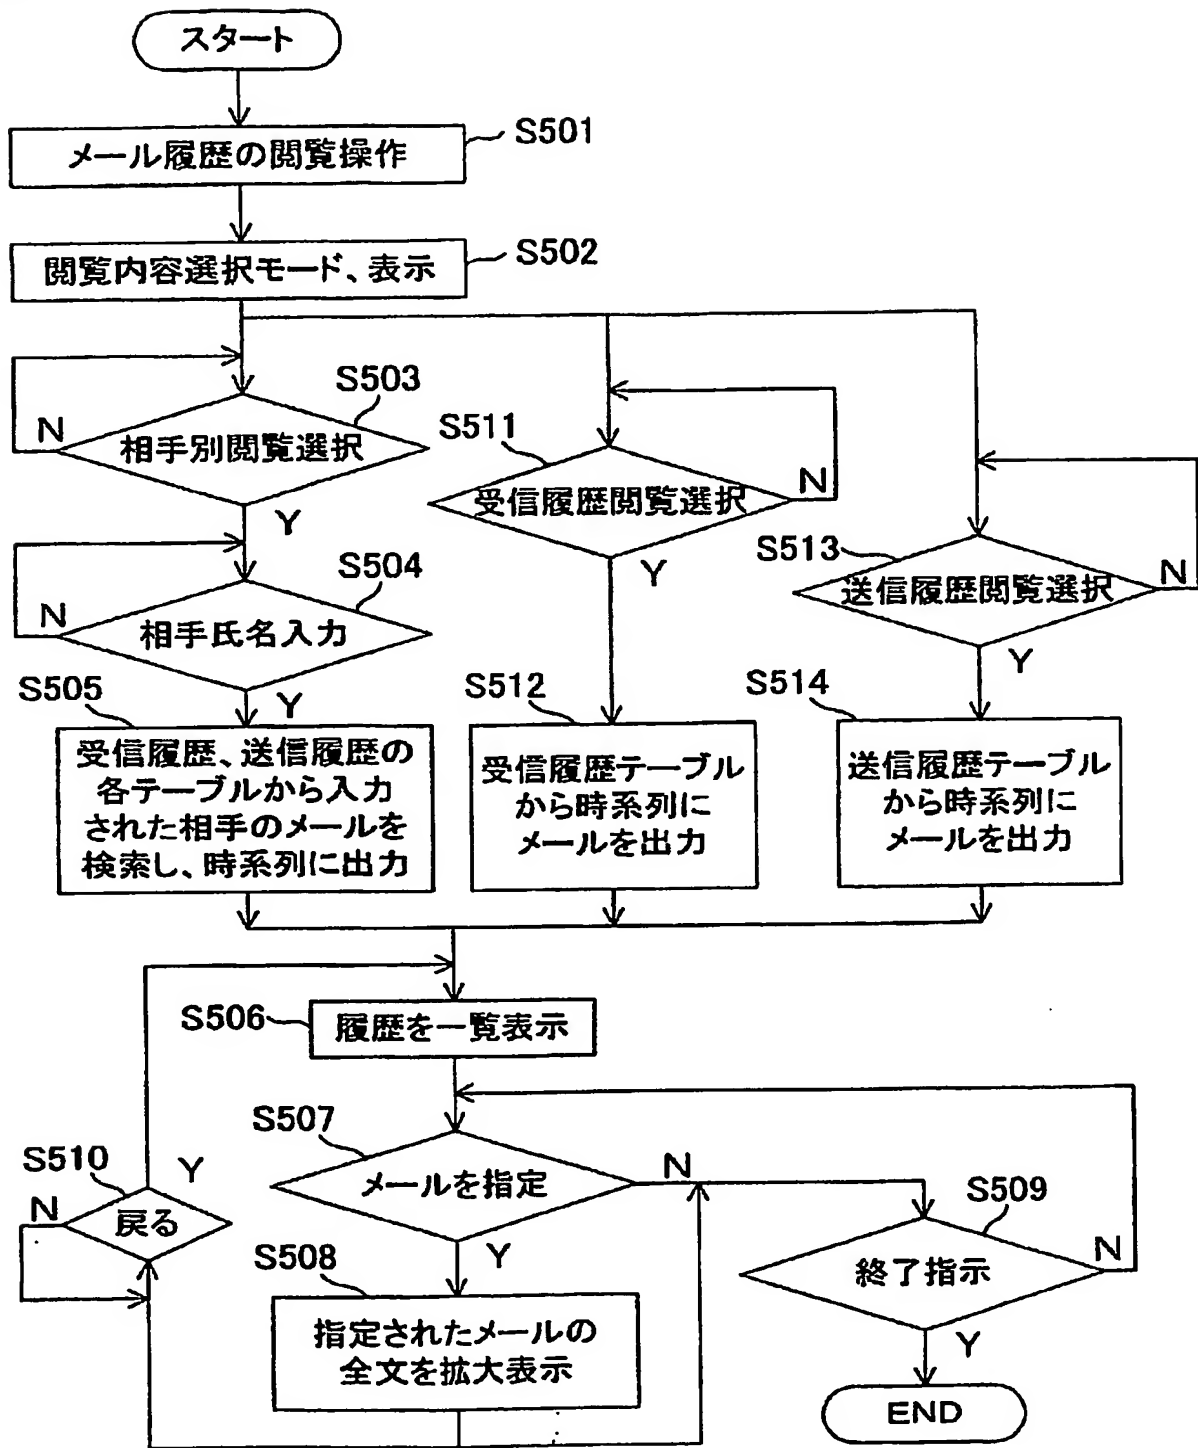 スタート
S501
メール履歴の閲覧操作
S502
閲覧内容選択モード、表示
S503
N
相手別閲覧選択
Y
S511
N
受信履歴閲覧選択
Y
S513
N
送信履歴閲覧選択
Y
S504
N
相手氏名入力
Y
S505
受信履歴、送信履歴の
各テーブルから入力
された相手のメールを
検索し、時系列に出力
S512
受信履歴テーブル
から時系列に
メールを出力
S514
送信履歴テーブル
から時系列に
メールを出力
S506
履歴を一覧表示
S507
メールを指定
N
Y
S510
Y
N
戻る
S508
指定されたメールの
全文を拡大表示
S509
終了指示
N
Y
END